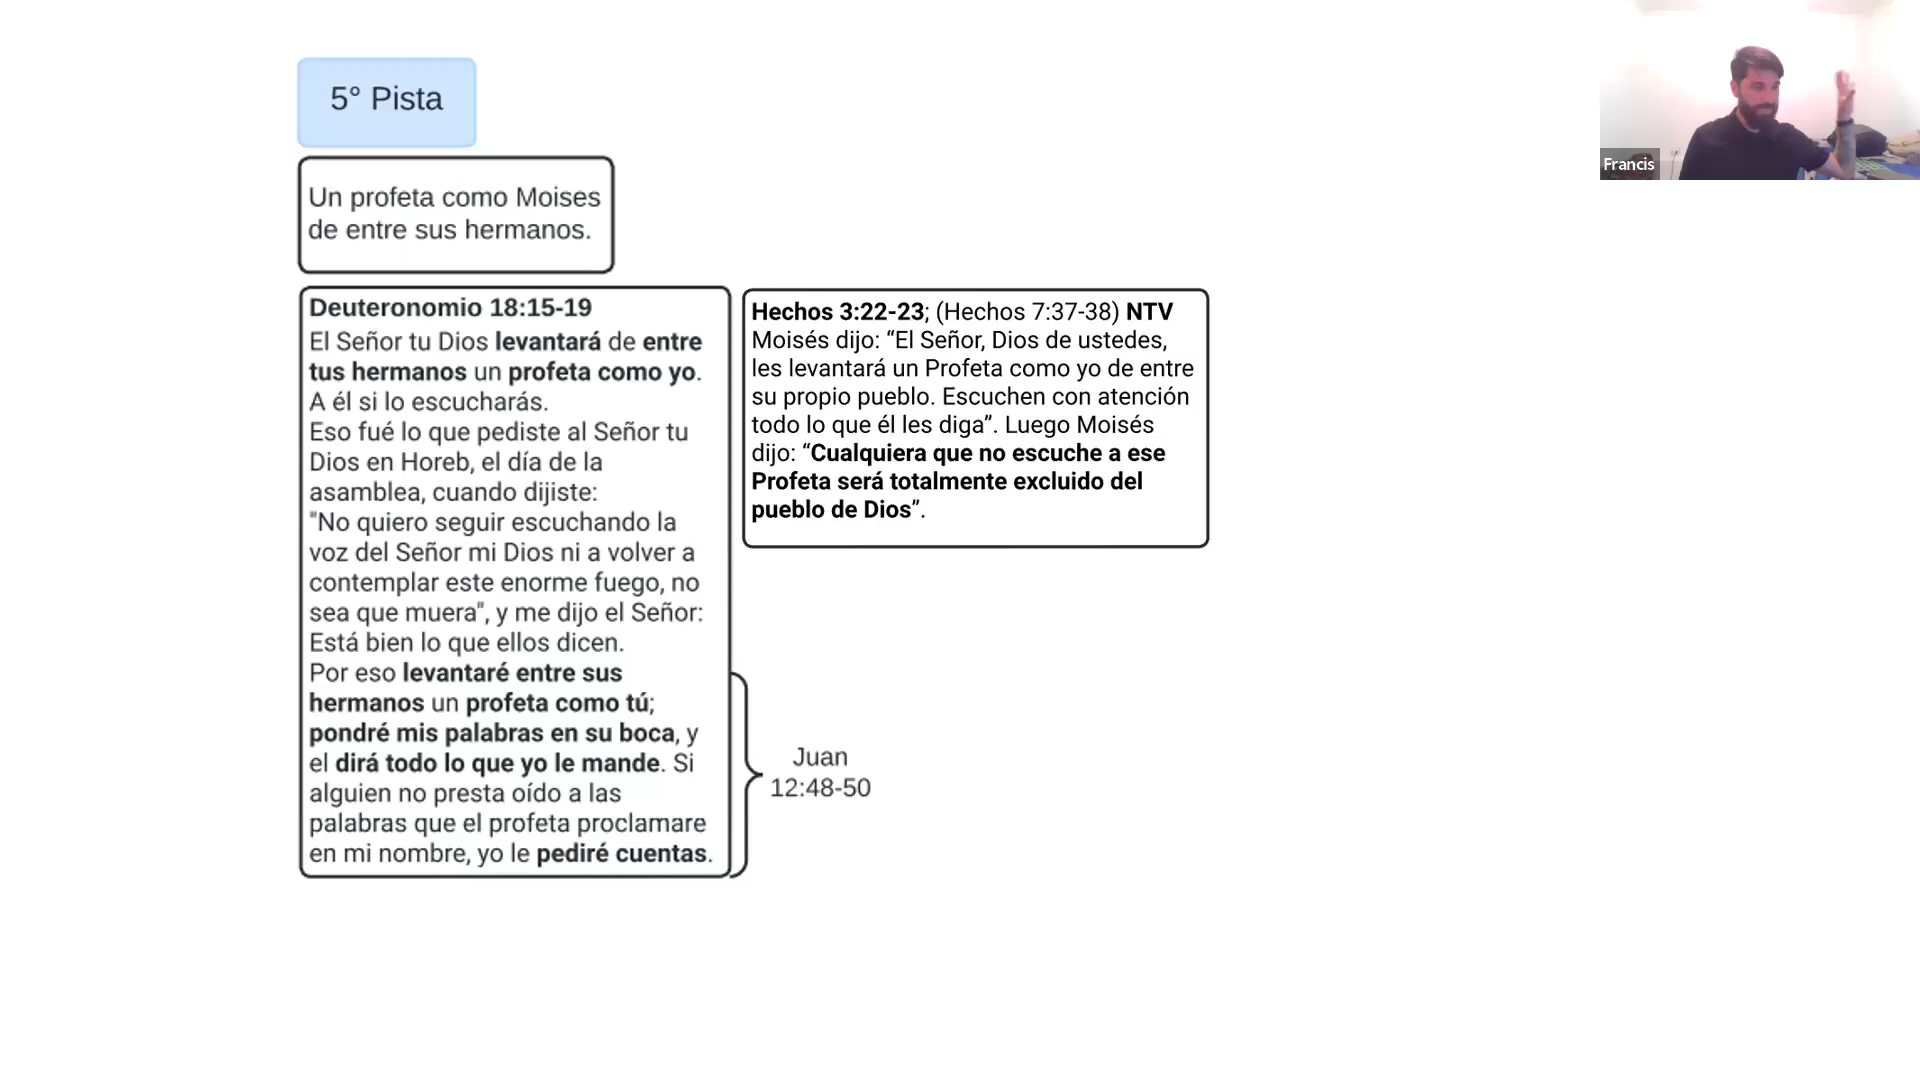 5° Pista
Un profeta como Moises
de entre sus hermanos.
Deuteronomio 18:15-19
El Señor tu Dios levantará de entre
tus hermanos un profeta como yo.
A él si lo escucharás.
Eso fué lo que pediste al Señor tu
Dios en Horeb, el día de la
asamblea, cuando dijiste:
"No quiero seguir escuchando la
voz del Señor mi Dios ni a volver a
contemplar este enorme fuego, no
sea que muera", y me dijo el Señor:
Está bien lo que ellos dicen.
Por eso levantaré entre sus
hermanos un profeta como tú;
pondré mis palabras en su boca, y
el dirá todo lo que yo le mande. Si
alguien no presta oído a las
palabras que el profeta proclamare
en mi nombre, yo le pediré cuentas.
Hechos 3:22-23; (Hechos 7:37-38) NTV
Moisés dijo: “El Señor, Dios de ustedes,
les levantará un Profeta como yo de entre
su propio pueblo. Escuchen con atención
todo lo que él les diga”. Luego Moisés
dijo: “Cualquiera que no escuche a ese
Profeta será totalmente excluido del
pueblo de Dios”.
Juan
12:48-50
Francis